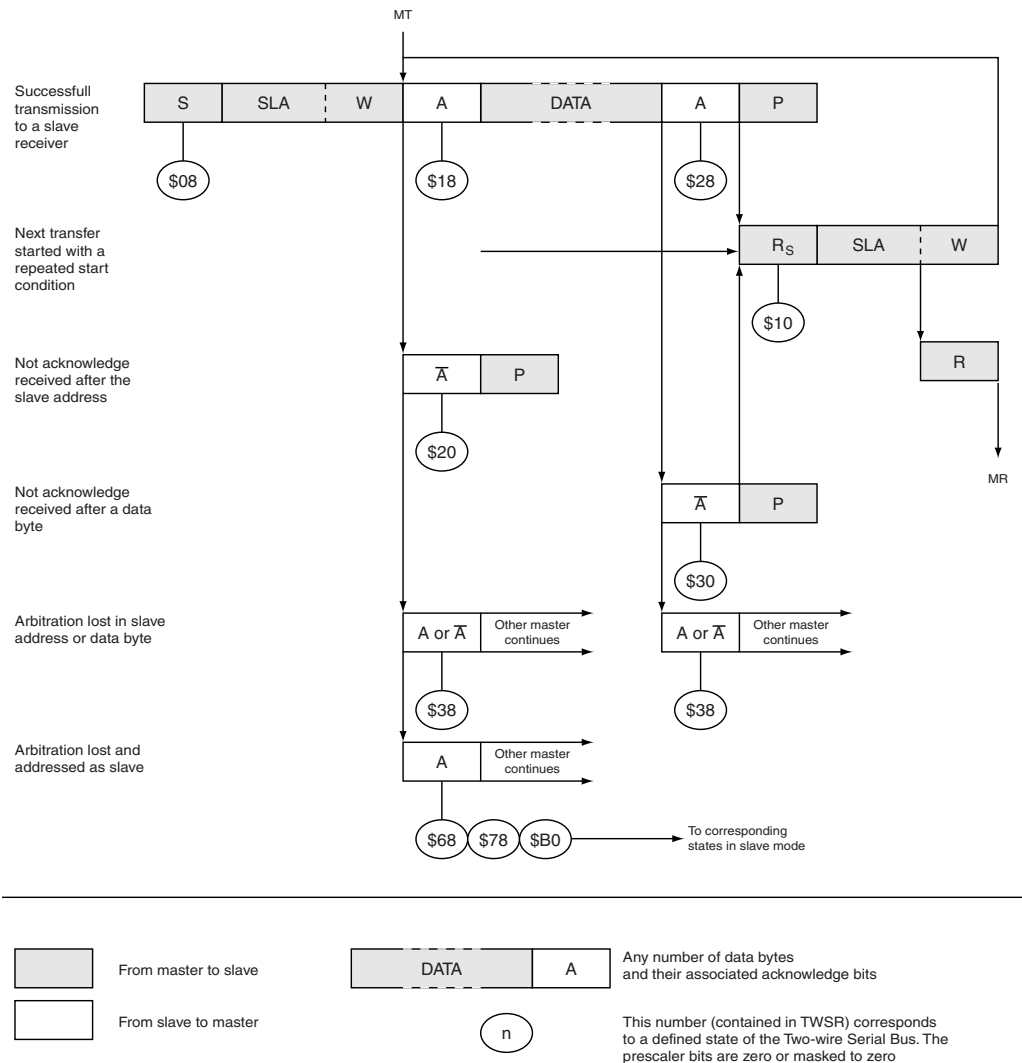 MT
Successfull
transmission
to a slave
receiver
S SLA W A DATA A P
$08 $18 $28
Next transfer
started with a
repeated start
condition
RS SLA W
$10
Not acknowledge
received after the
slave address
A P
R
$20
MR
Not acknowledge
received after a data
byte
A P
$30
Arbitration lost in slave
address or data byte
A or A Other master
continues
A or A Other master
continues
$38 $38
Arbitration lost and
addressed as slave
A Other master
continues
$68 $78 $B0
To corresponding
states in slave mode
From master to slave
DATA A
Any number of data bytes
and their associated acknowledge bits
From slave to master
n
This number (contained in TWSR) corresponds
to a defined state of the Two-wire Serial Bus. The
prescaler bits are zero or masked to zero